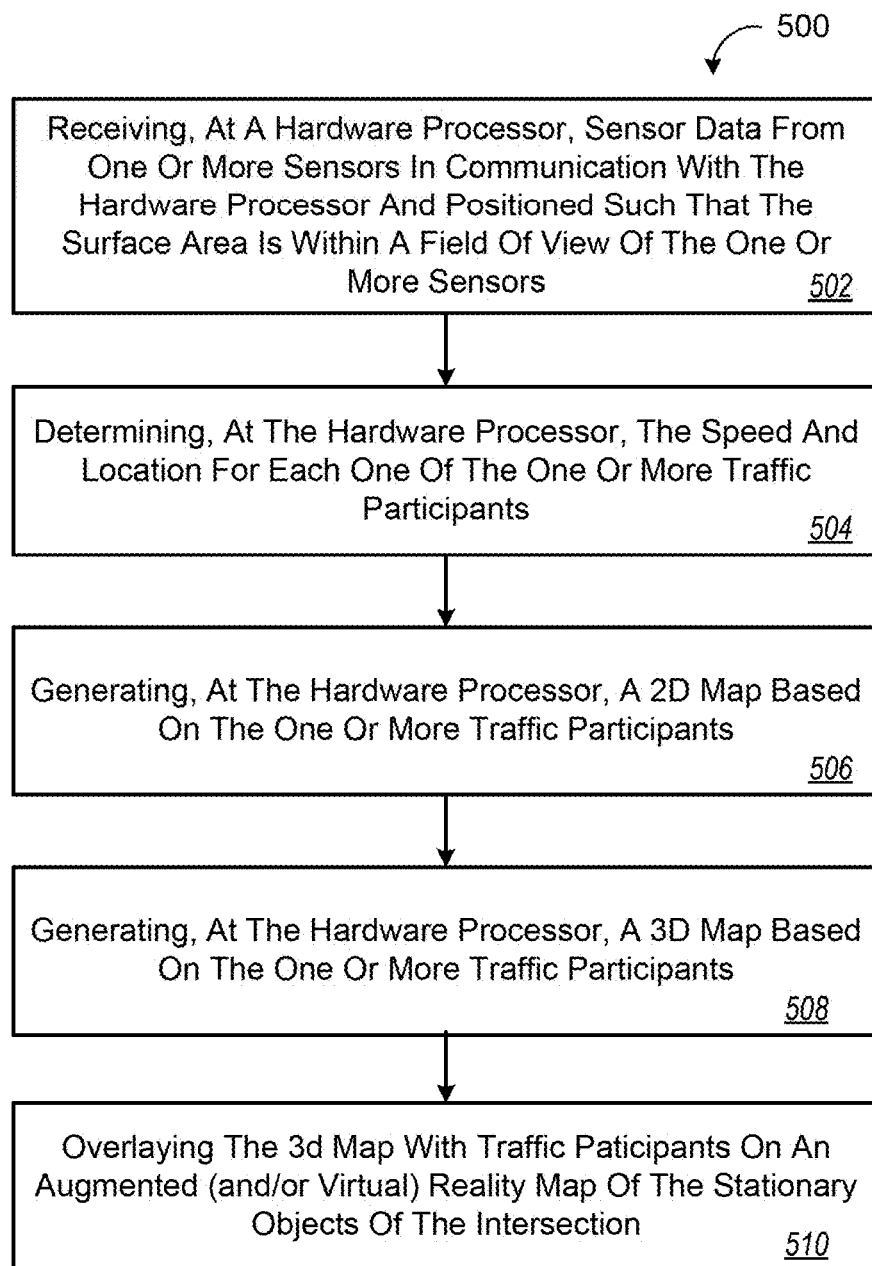 500
Receiving, At A Hardware Processor, Sensor Data From
One Or More Sensors In Communication With The
Hardware Processor And Positioned Such That The
Surface Area Is Within A Field Of View Of The One Or
More Sensors
502
Determining, At The Hardware Processor, The Speed And
Location For Each One Of The One Or More Traffic
Participants
504
Generating, At The Hardware Processor, A 2D Map Based
On The One Or More Traffic Participants
506
Generating, At The Hardware Processor, A 3D Map Based
On The One Or More Traffic Participants
508
Overlaying The 3d Map With Traffic Paticipants On An
Augmented (and/or Virtual) Reality Map Of The Stationary
Objects Of The Intersection
510